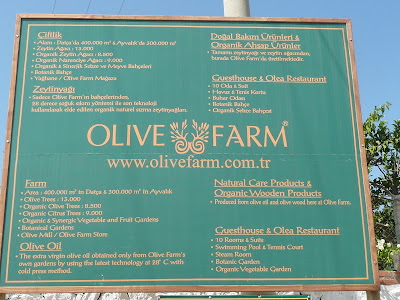 Çiftlik
• Alanı : Datça'da 400.000 m² & Ayvalık'da 300.000 m²
• Zeytin Ağacı : 13.000
• Organik Zeytin Ağacı : 8.500
• Organik Narenciye Ağacı : 9.000
• Organik & Sinerjik Sebze ve Meyve Bahçeleri
• Botanik Bahçe
• Yağhane / Olive Farm Mağaza
Zeytinyağı
• Sadece Olive Farm'ın bahçelerinden,
28 derece soğuk sıkım yöntemi ile son teknoloji
kullanılarak elde edilen organik naturel sızma zeytinyağları.
Doğal Bakım Ürünleri &
Organik Ahşap Ürünler
• Tamamı zeytinyağı ve zeytin ağacından,
burada Olive Farm'da üretilmektedir.
Guesthouse & Olea Restaurant
• 10 Oda & Suit
• Havuz & Tenis Kortu
• Buhar Odası
• Botanik Bahçe
• Organik Sebze Bahçesi
OLIVE FARM®
www.olivefarm.com.tr
Farm
• Area : 400.000 m² in Datça & 300.000 m² in Ayvalık
• Olive Trees : 13.000
• Organic Olive Trees : 8.500
• Organic Citrus Trees : 9.000
• Organic & Synergic Vegetable and Fruit Gardens
• Botanical Gardens
• Olive Mill / Olive Farm Store
Olive Oil
• The extra virgin olive oil obtained only from Olive Farm's
own gardens by using the latest technology at 28° C with
cold press method.
Natural Care Products &
Organic Wooden Products
• Produced from olive oil and olive wood here at Olive Farm.
Guesthouse & Olea Restaurant
• 10 Rooms & Suits
• Swimming Pool & Tennis Court
• Steam Room
• Botanic Garden
• Organic Vegetable Garden